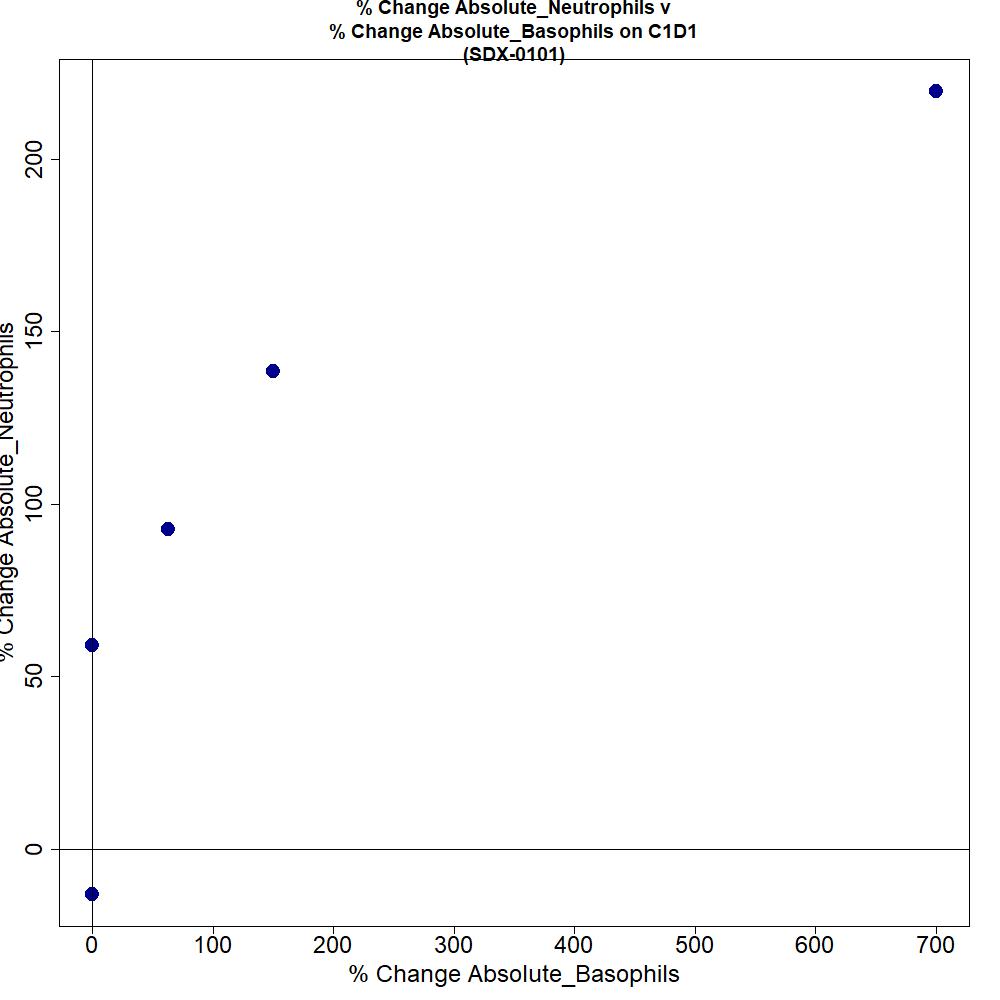 % Change Absolute_Neutrophils v
% Change Absolute_Basophils on C1D1
(SDX-0101)
% Change Absolute_Neutrophils
200
150
100
50
0
0 100 200 300 400 500 600 700
% Change Absolute_Basophils